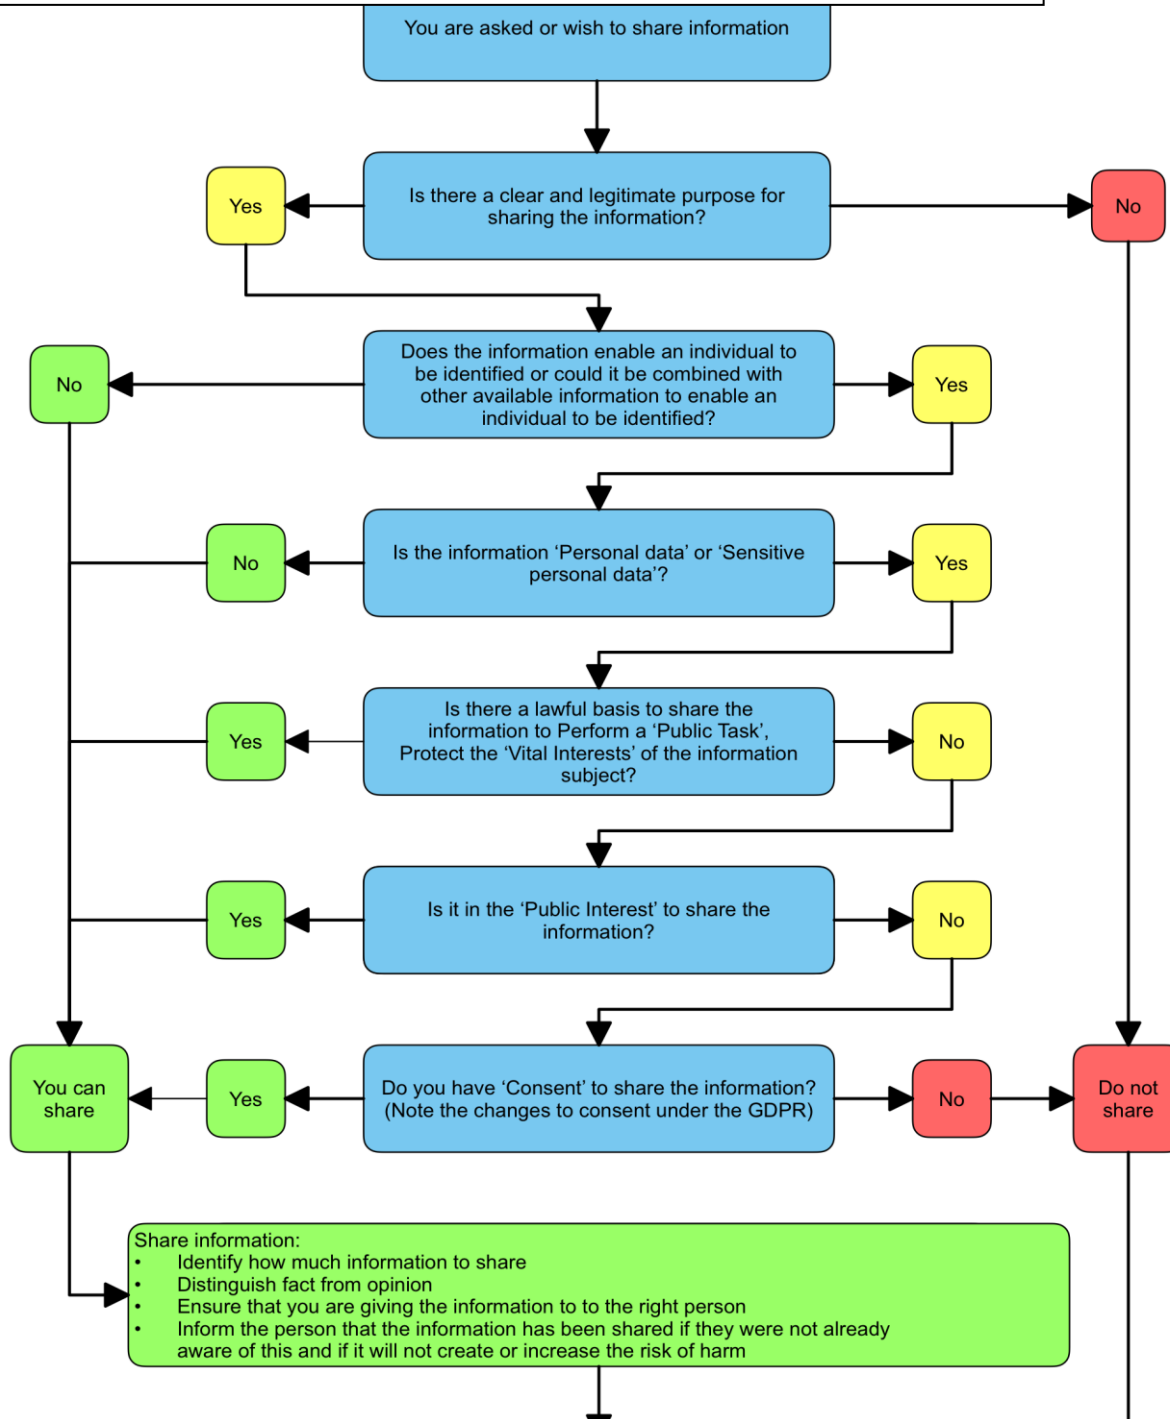 You are asked or wish to share information
Is there a clear and legitimate purpose for
sharing the information?
Yes
No
Does the information enable an individual to
be identified or could it be combined with
other available information to enable an
individual to be identified?
No
Yes
Is the information ‘Personal data’ or ‘Sensitive
personal data’?
No
Yes
Is there a lawful basis to share the
information to Perform a ‘Public Task’,
Protect the ‘Vital Interests’ of the information
subject?
Yes
No
Is it in the ‘Public Interest’ to share the
information?
Yes
No
Do you have ‘Consent’ to share the information?
(Note the changes to consent under the GDPR)
Yes
No
You can
share
Do not
share
Share information:
• Identify how much information to share
• Distinguish fact from opinion
• Ensure that you are giving the information to to the right person
• Inform the person that the information has been shared if they were not already
aware of this and if it will not create or increase the risk of harm